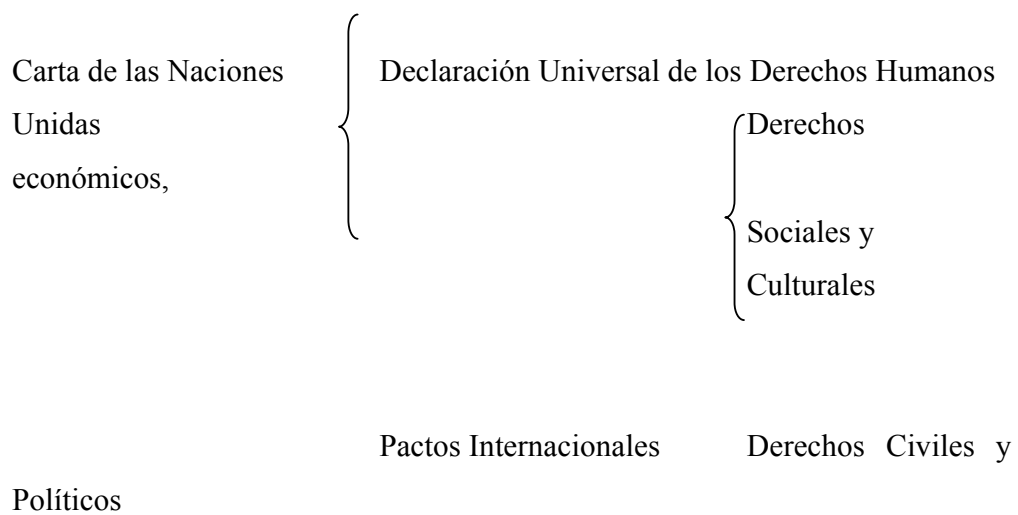 Carta de las Naciones Declaración Universal de los Derechos Humanos
Unidas Derechos
económicos,
Sociales y
Culturales
Pactos Internacionales Derechos Civiles y
Políticos